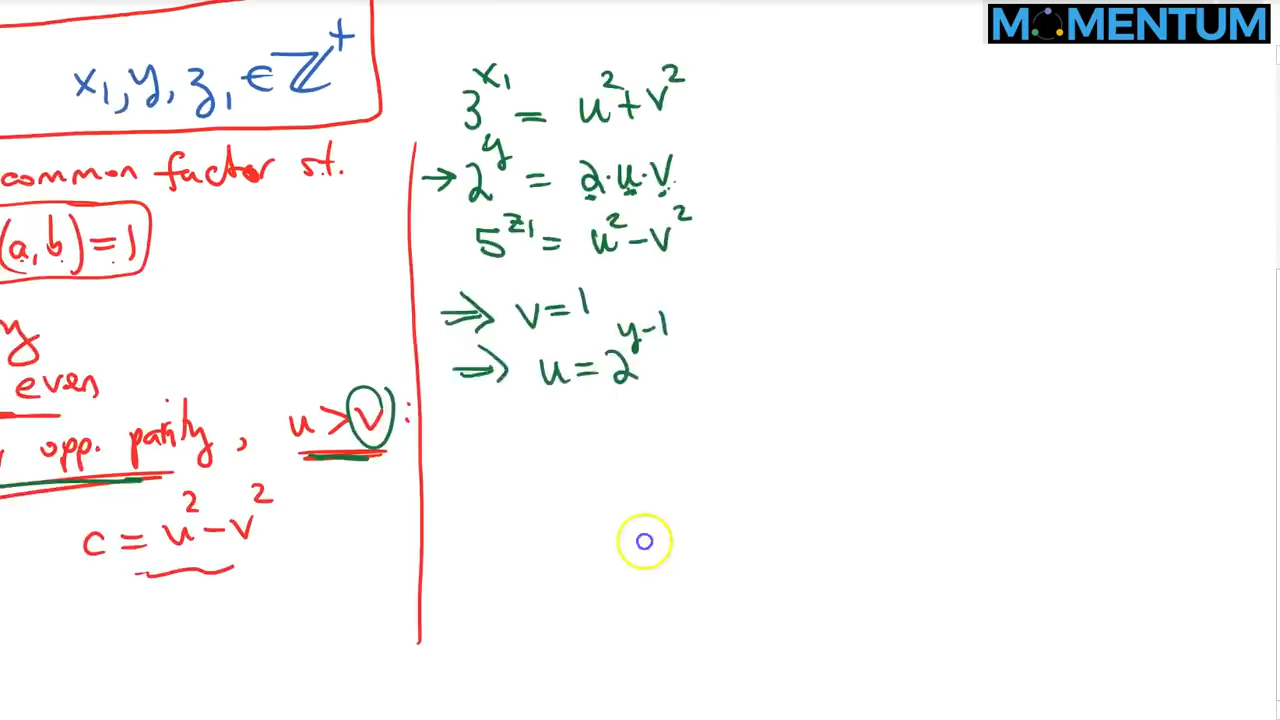 MOMENTUM
x₁, y, z₁ ∈ ℤ⁺
common factor s.t.
(a, b) = 1
y
even
opp. parity, u > v :
c = u² - v²
3^x₁ = u² + v²
→ 2^y = 2·u·v
5^z₁ = u² - v²
⇒ v = 1
⇒ u = 2^(y-1)